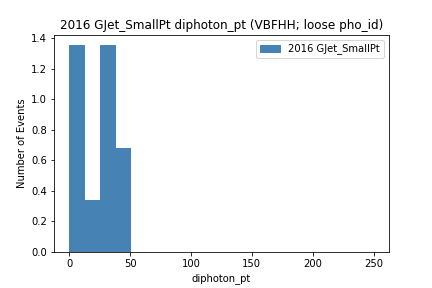 2016 GJet_SmallPt diphoton_pt (VBFHH; loose pho_id)
2016 GJet_SmallPt
Number of Events
1.4
1.2
1.0
0.8
0.6
0.4
0.2
0.0
0 50 100 150 200 250
diphoton_pt